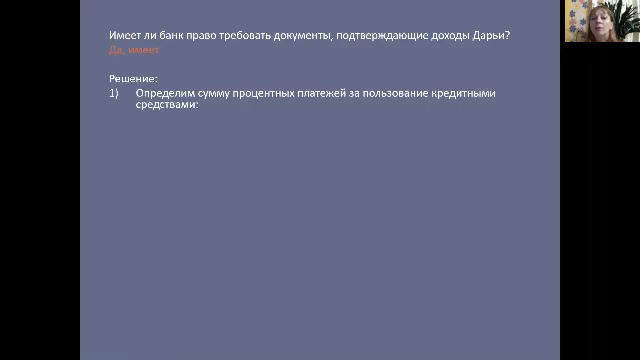 Имеет ли банк право требовать документы, подтверждающие доходы Дарьи?
Да, имеет
Решение:
1) Определим сумму процентных платежей за пользование кредитными
средствами: